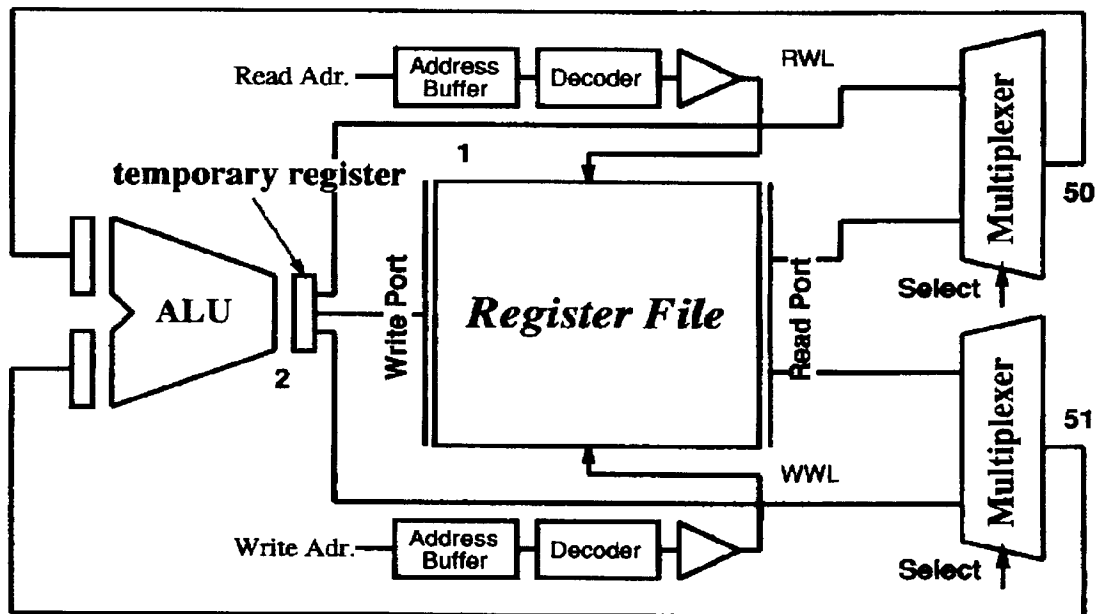 Read Adr.
Address
Buffer
Decoder
RWL
Multiplexer
1
temporary register
50
Select
ALU
Write Port
Register File
Read Port
2
Multiplexer
51
WWL
Write Adr.
Address
Buffer
Decoder
Select